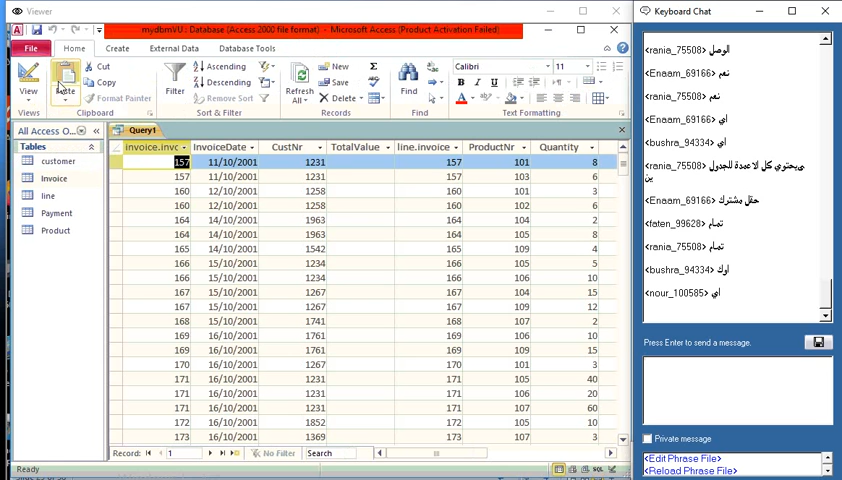 Viewer
mydbmVU : Database (Access 2000 file format) - Microsoft Access (Product Activation Failed)
File Home Create External Data Database Tools
View Paste Cut Copy Format Painter Filter Ascending Descending Remove Sort Refresh All New Save Delete Find Calibri 11
B I U
Views Clipboard Sort & Filter Records Find Text Formatting
All Access O...
Tables
customer
Invoice
line
Payment
Product
Query1
invoice.invc InvoiceDate CustNr TotalValue line.invoice ProductNr Quantity
157 11/10/2001 1231 157 101 8
157 11/10/2001 1231 157 103 6
160 12/10/2001 1258 160 101 3
160 12/10/2001 1258 160 102 6
164 14/10/2001 1963 164 104 2
164 14/10/2001 1963 164 105 8
165 14/10/2001 1542 165 109 4
166 15/10/2001 1234 166 105 5
166 15/10/2001 1234 166 106 10
167 15/10/2001 1267 167 104 15
167 15/10/2001 1267 167 109 12
168 15/10/2001 1741 168 107 2
169 16/10/2001 1761 169 106 10
169 16/10/2001 1761 169 109 15
170 16/10/2001 1267 170 101 3
171 16/10/2001 1231 171 105 40
171 16/10/2001 1231 171 106 20
171 16/10/2001 1231 171 107 60
172 16/10/2001 1852 172 105 10
173 16/10/2001 1369 173 107 3
Record: 1 No Filter Search
Ready SQL
Keyboard Chat
<rania_75508> الوصل
<Enaam_69166> نعم
<rania_75508> نعم
<Enaam_69166> اي
<bushra_94334> اي
<rania_75508> يحتوي كل الاعمدة للجدول
ين
<Enaam_69166> حقل مشترك
<faten_99628> تمام
<rania_75508> تمام
<bushra_94334> اوك
<nour_100585> اي
Press Enter to send a message.
Private message
<Edit Phrase File>
<Reload Phrase File>